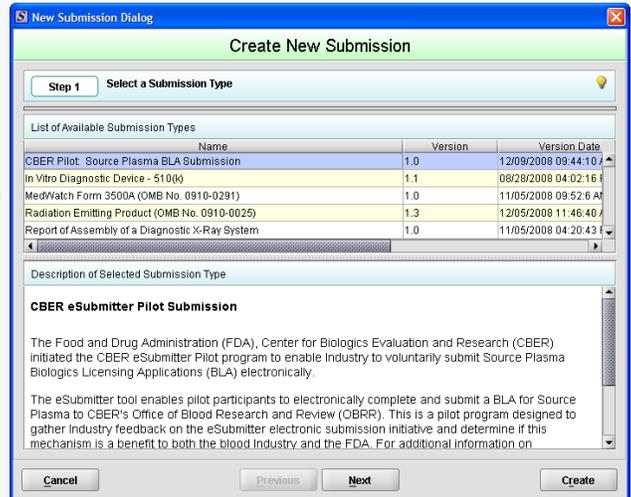 New Submission Dialog
Create New Submission
Step 1 Select a Submission Type
List of Available Submission Types
Name Version Version Date
CBER Pilot: Source Plasma BLA Submission 1.0 12/09/2008 09:44:10
In Vitro Diagnostic Device - 510(k) 1.1 08/28/2008 04:02:16
MedWatch Form 3500A (OMB No. 0910-0291) 1.0 11/05/2008 09:52:6
Radiation Emitting Product (OMB No. 0910-0025) 1.3 12/05/2008 11:46:40
Report of Assembly of a Diagnostic X-Ray System 1.0 11/05/2008 04:20:43
Description of Selected Submission Type
CBER eSubmitter Pilot Submission
The Food and Drug Administration (FDA), Center for Biologics Evaluation and Research (CBER)
initiated the CBER eSubmitter Pilot program to enable Industry to voluntarily submit Source Plasma
Biologics Licensing Applications (BLA) electronically.
The eSubmitter tool enables pilot participants to electronically complete and submit a BLA for Source
Plasma to CBER's Office of Blood Research and Review (OBRR). This is a pilot program designed to
gather Industry feedback on the eSubmitter electronic submission initiative and determine if this
mechanism is a benefit to both the blood Industry and the FDA. For additional information on
Cancel Previous Next Create